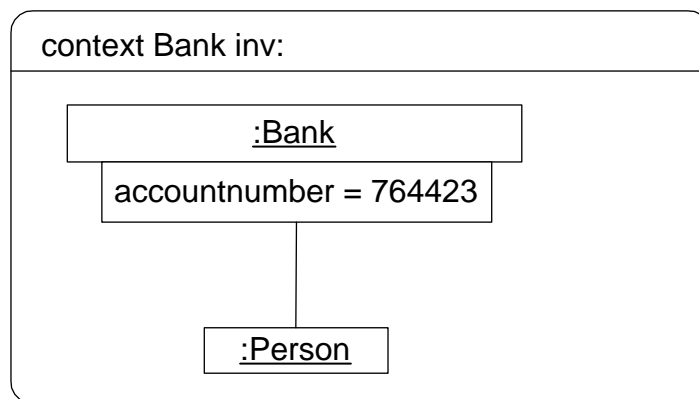 context Bank inv:
:Bank
accountnumber = 764423
:Person